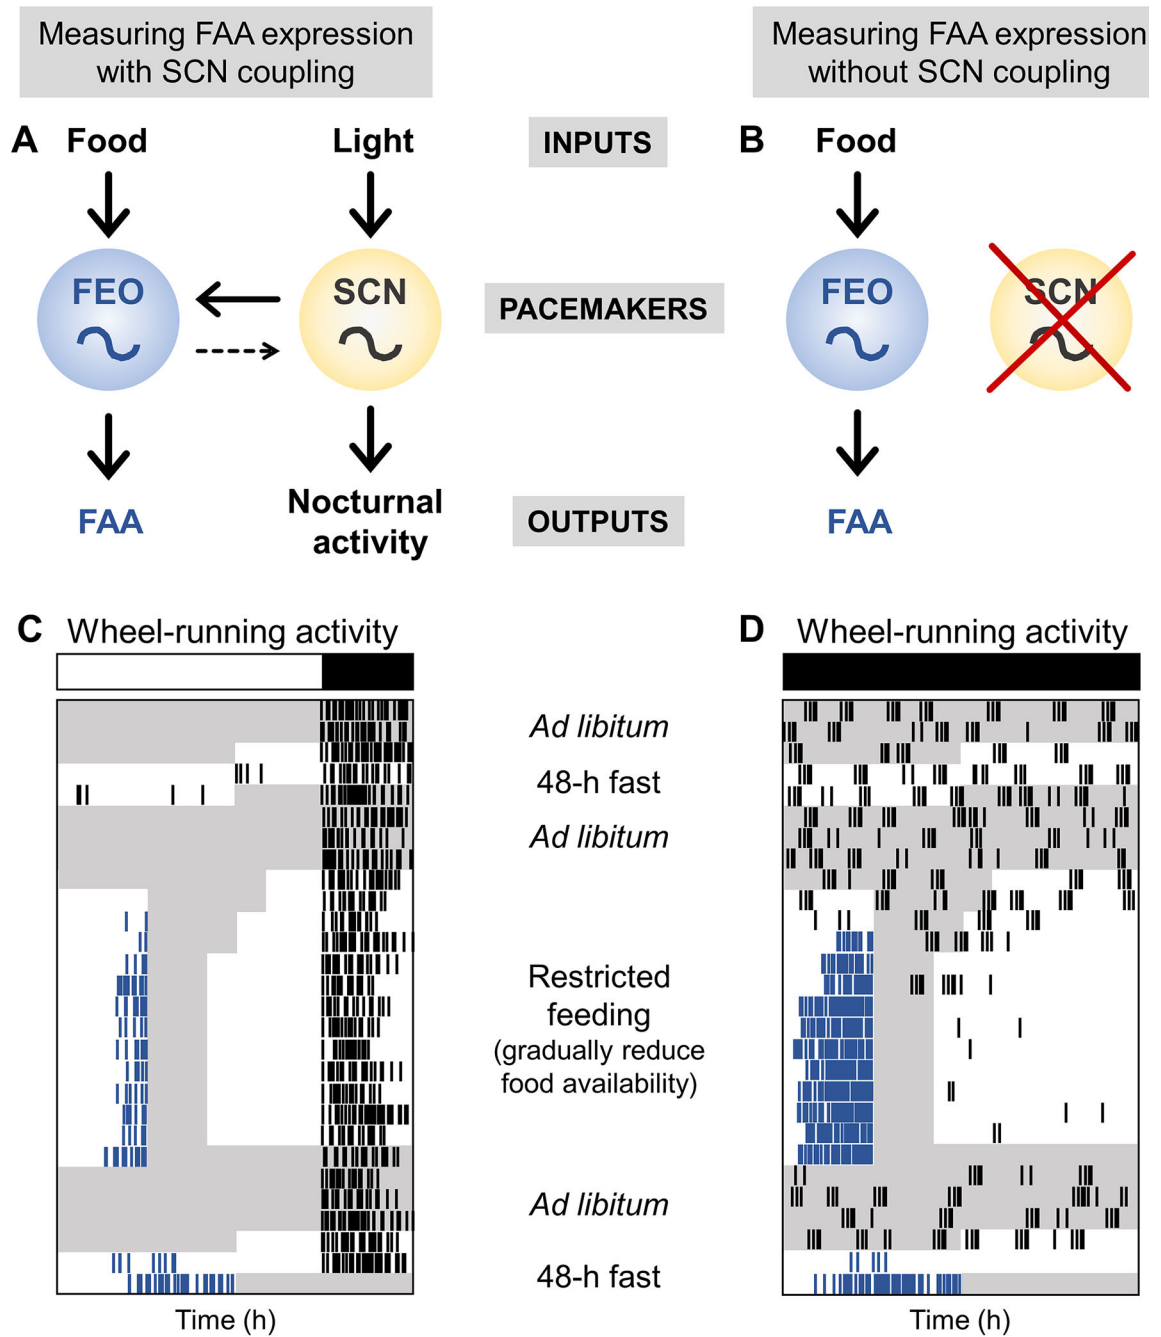 Measuring FAA expression
with SCN coupling
Measuring FAA expression
without SCN coupling
A
Food
Light
INPUTS
B
Food
FEO
SCN
PACEMAKERS
FEO
SCN
FAA
Nocturnal
activity
OUTPUTS
FAA
C
Wheel-running activity
D
Wheel-running activity
Ad libitum
48-h fast
Ad libitum
Restricted
feeding
(gradually reduce
food availability)
Ad libitum
48-h fast
Time (h)
Time (h)